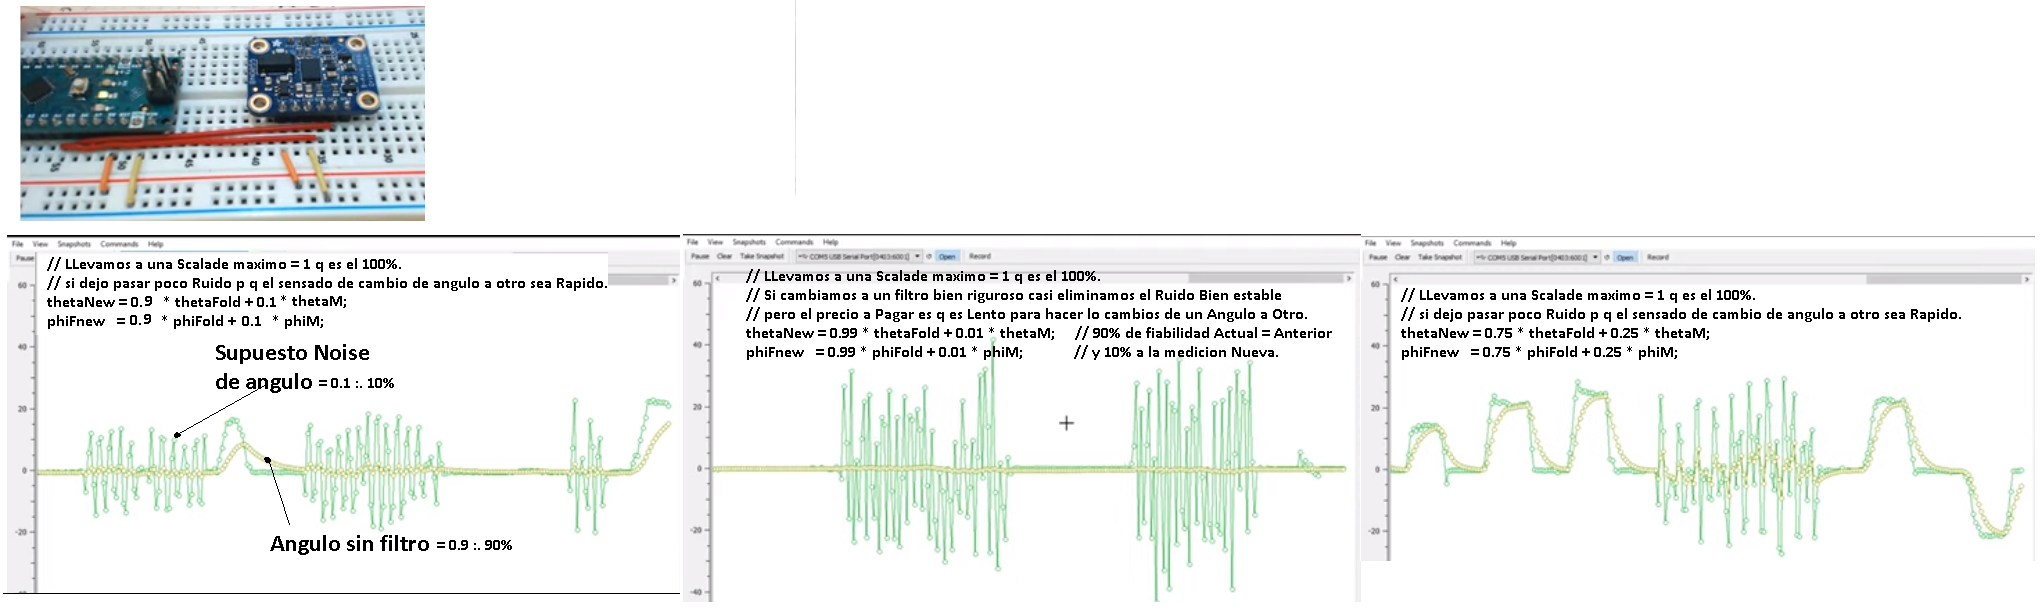 File View Snapshots Commands Help
Pause
// LLevamos a una Scalade maximo = 1 q es el 100%.
// si dejo pasar poco Ruido p q el sensado de cambio de angulo a otro sea Rapido.
thetaNew = 0.9 * thetaFold + 0.1 * thetaM;
phiFnew = 0.9 * phiFold + 0.1 * phiM;
Supuesto Noise
de angulo = 0.1 :. 10%
Angulo sin filtro = 0.9 :. 90%
60
40
20
0
-20
File View Snapshots Commands Help
Pause Clear Take Snapshot COM5 USB Serial Port[0403:6001] Open Record
// LLevamos a una Scalade maximo = 1 q es el 100%.
// Si cambiamos a un filtro bien riguroso casi eliminamos el Ruido Bien estable
// pero el precio a Pagar es q es Lento para hacer lo cambios de un Angulo a Otro.
thetaNew = 0.99 * thetaFold + 0.01 * thetaM; // 90% de fiabilidad Actual = Anterior
phiFnew = 0.99 * phiFold + 0.01 * phiM; // y 10% a la medicion Nueva.
60
40
20
0
-20
-40
File View Snapshots Commands Help
Pause Clear Take Snapshot COM5 USB Serial Port[0403:6001] Open Record
// LLevamos a una Scalade maximo = 1 q es el 100%.
// si dejo pasar poco Ruido p q el sensado de cambio de angulo a otro sea Rapido.
thetaNew = 0.75 * thetaFold + 0.25 * thetaM;
phiFnew = 0.75 * phiFold + 0.25 * phiM;
60
40
20
0
-20